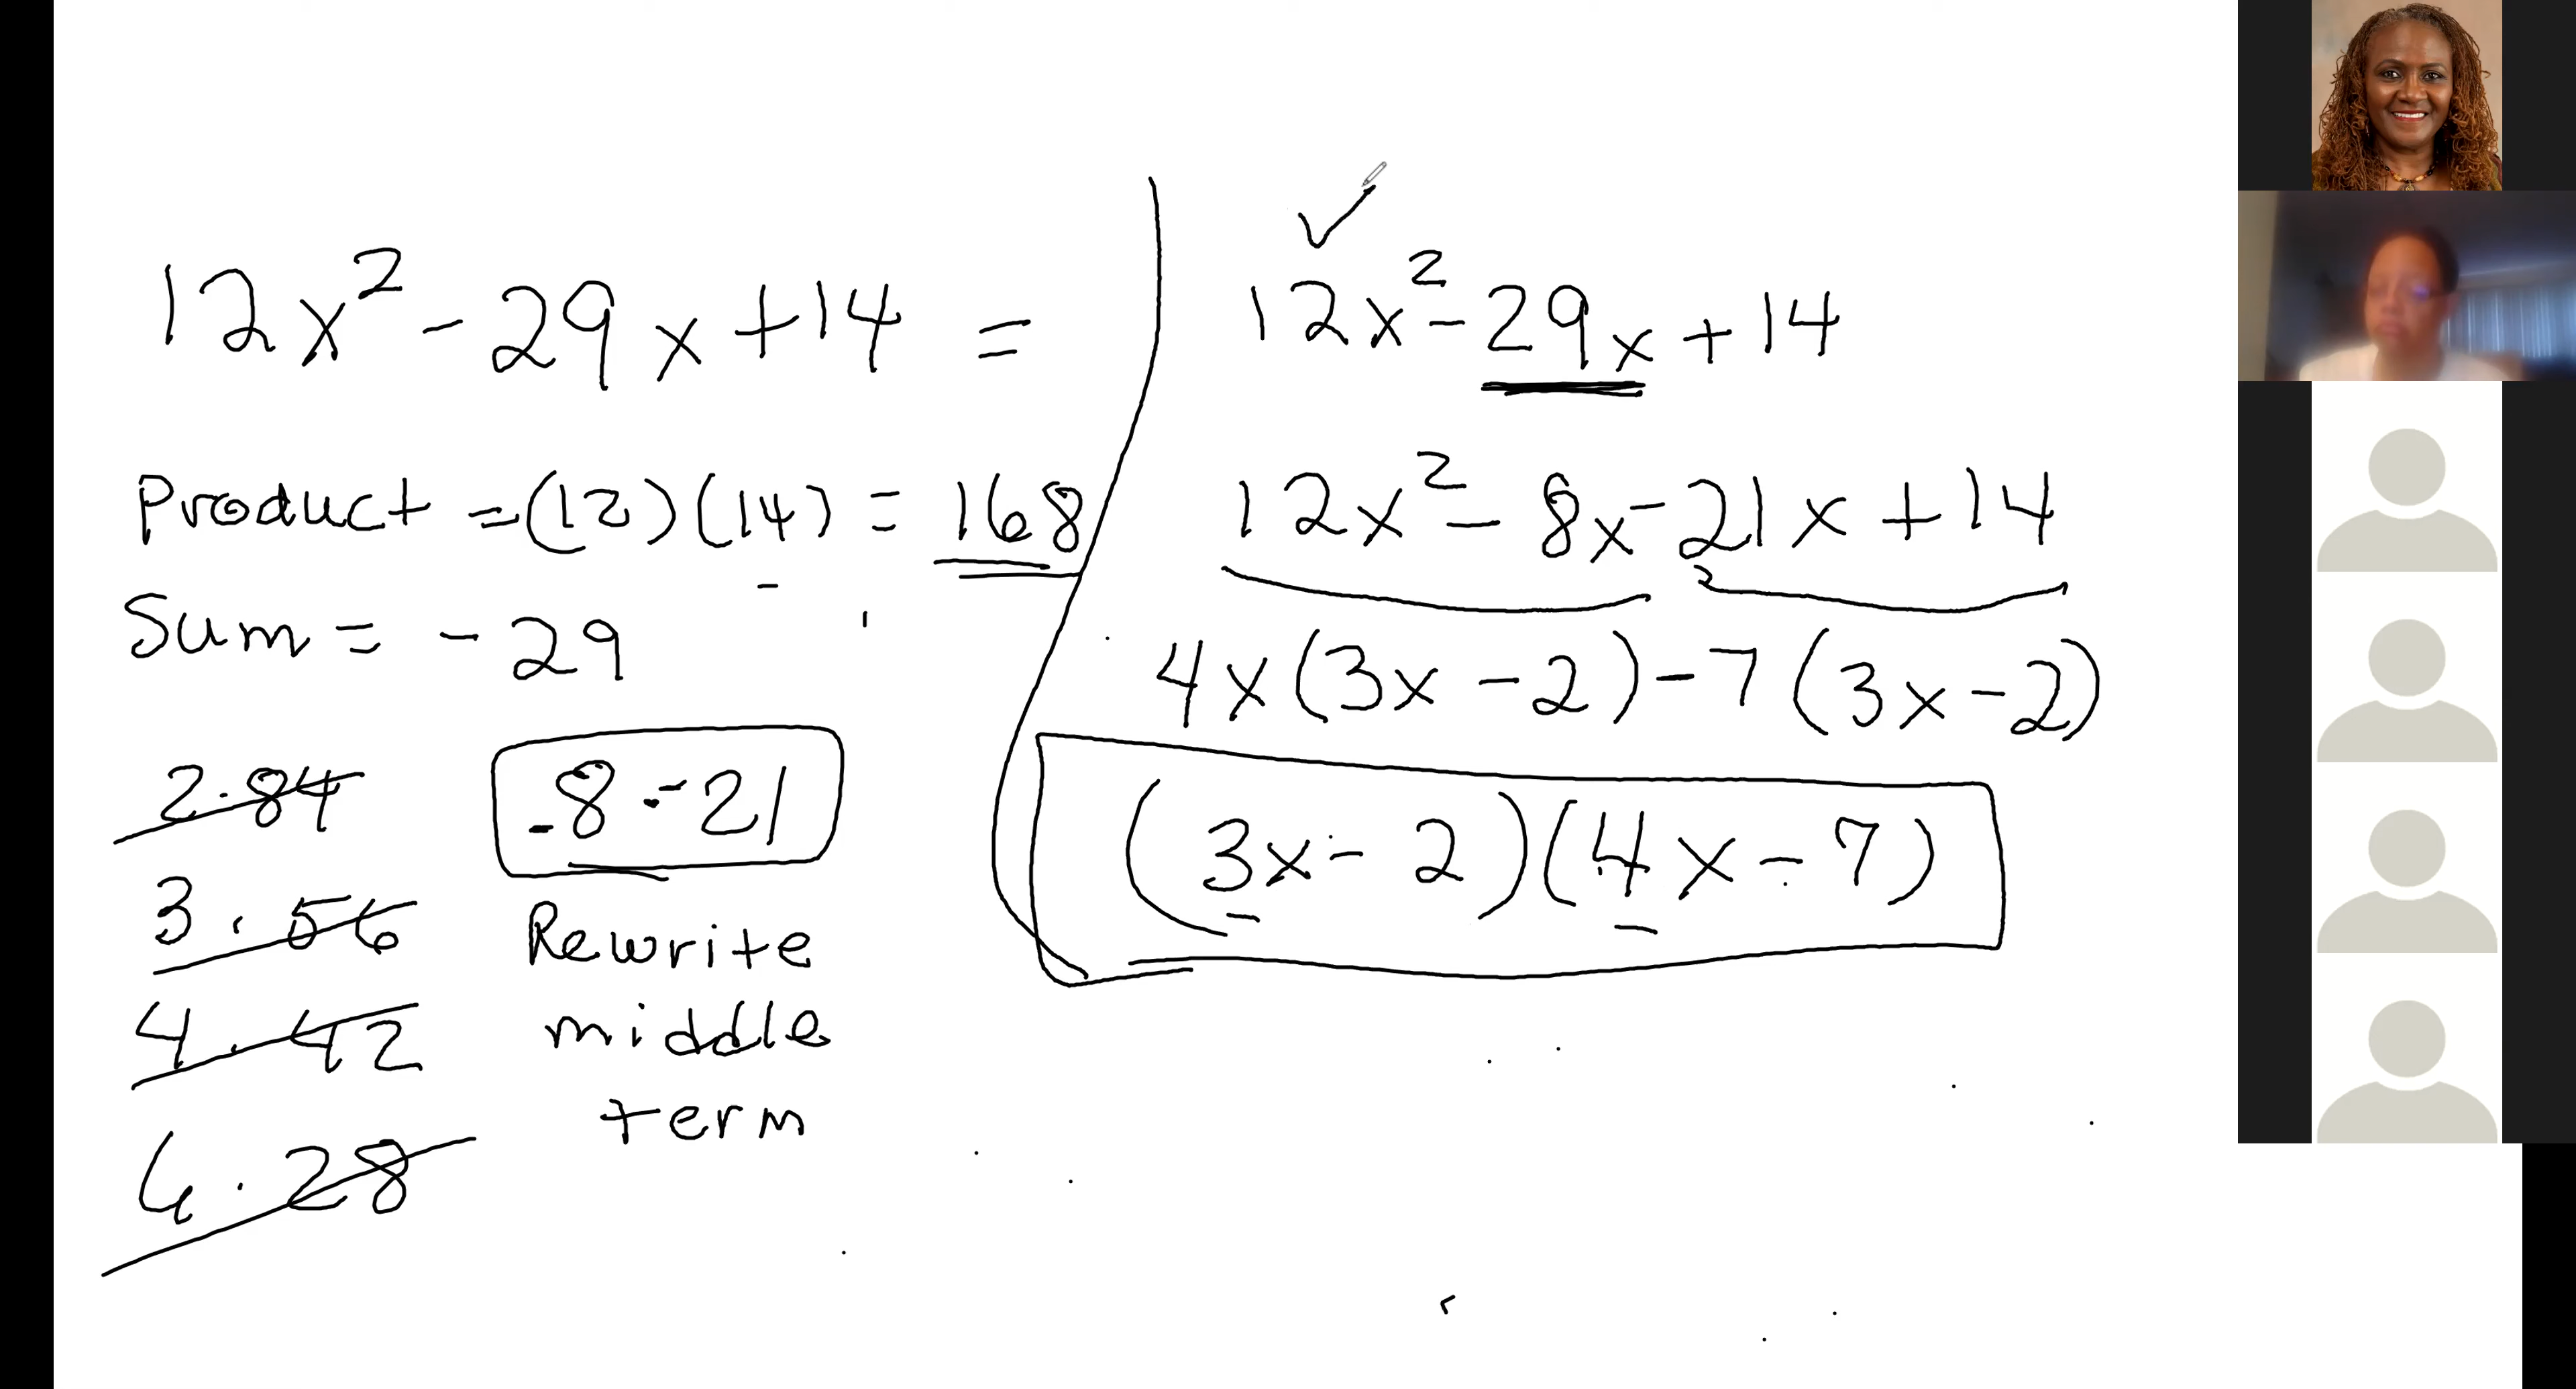 12x² - 29x + 14 =
Product = (12)(14) = 168
Sum = - 29
2 · 84
3 · 56
4 · 42
6 · 28
-8 · -21
Rewrite
middle
term
✓
12x² - 29x + 14
12x² - 8x - 21x + 14
4x(3x - 2) - 7(3x - 2)
(3x - 2)(4x - 7)